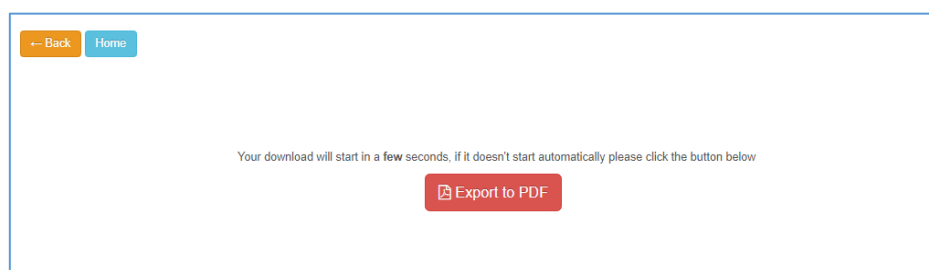 ← Back Home
Your download will start in a few seconds, if it doesn't start automatically please click the button below
Export to PDF